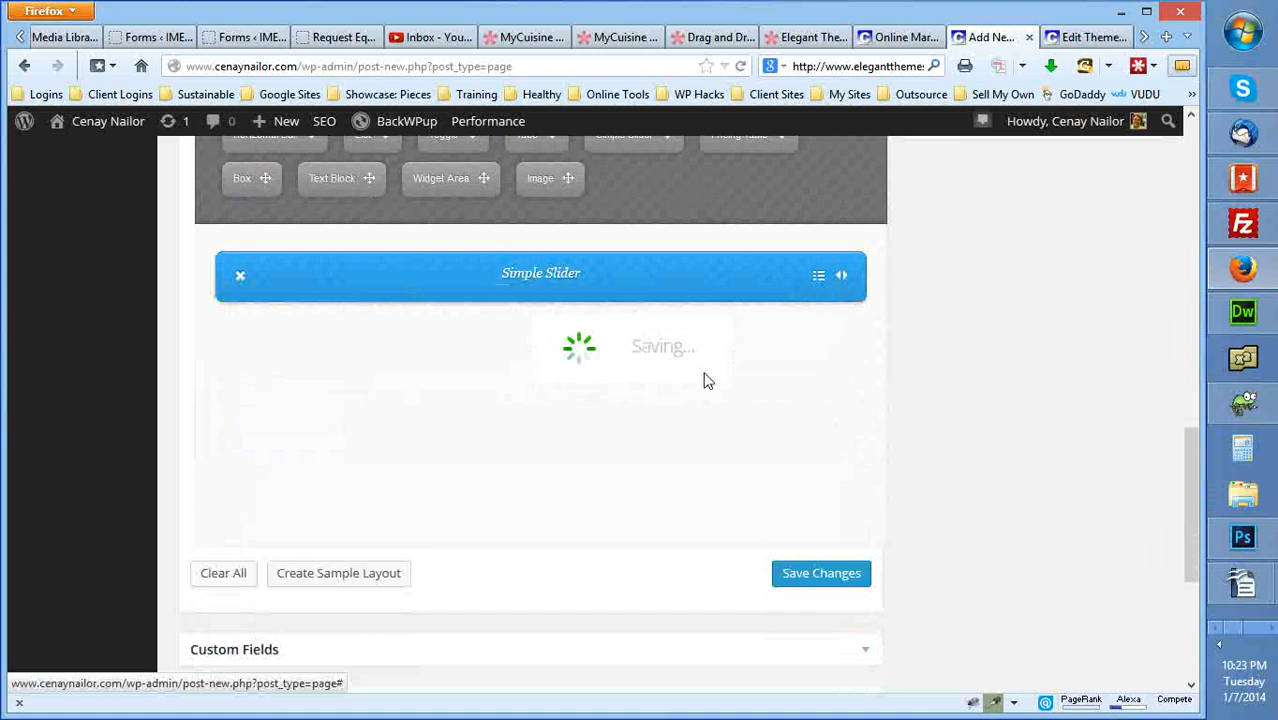 Firefox
Media Libra... Forms ‹ IME... Forms ‹ IME... Request Eq... Inbox - You... MyCuisine ... MyCuisine ... Drag and Dr... Elegant The... Online Mar... Add Ne... × Edit Theme...
www.cenaynailor.com/wp-admin/post-new.php?post_type=page http://www.eleganttheme:
Logins Client Logins Sustainable Google Sites Showcase: Pieces Training Healthy Online Tools WP Hacks Client Sites My Sites Outsource Sell My Own GoDaddy VUDU
Cenay Nailor 1 0 New SEO BackWPup Performance Howdy, Cenay Nailor
Simple Slider Pricing Table
Box Text Block Widget Area Image
Simple Slider
Saving...
Clear All Create Sample Layout Save Changes
Custom Fields
www.cenaynailor.com/wp-admin/post-new.php?post_type=page#
PageRank Alexa Compete
10:23 PM
Tuesday
1/7/2014